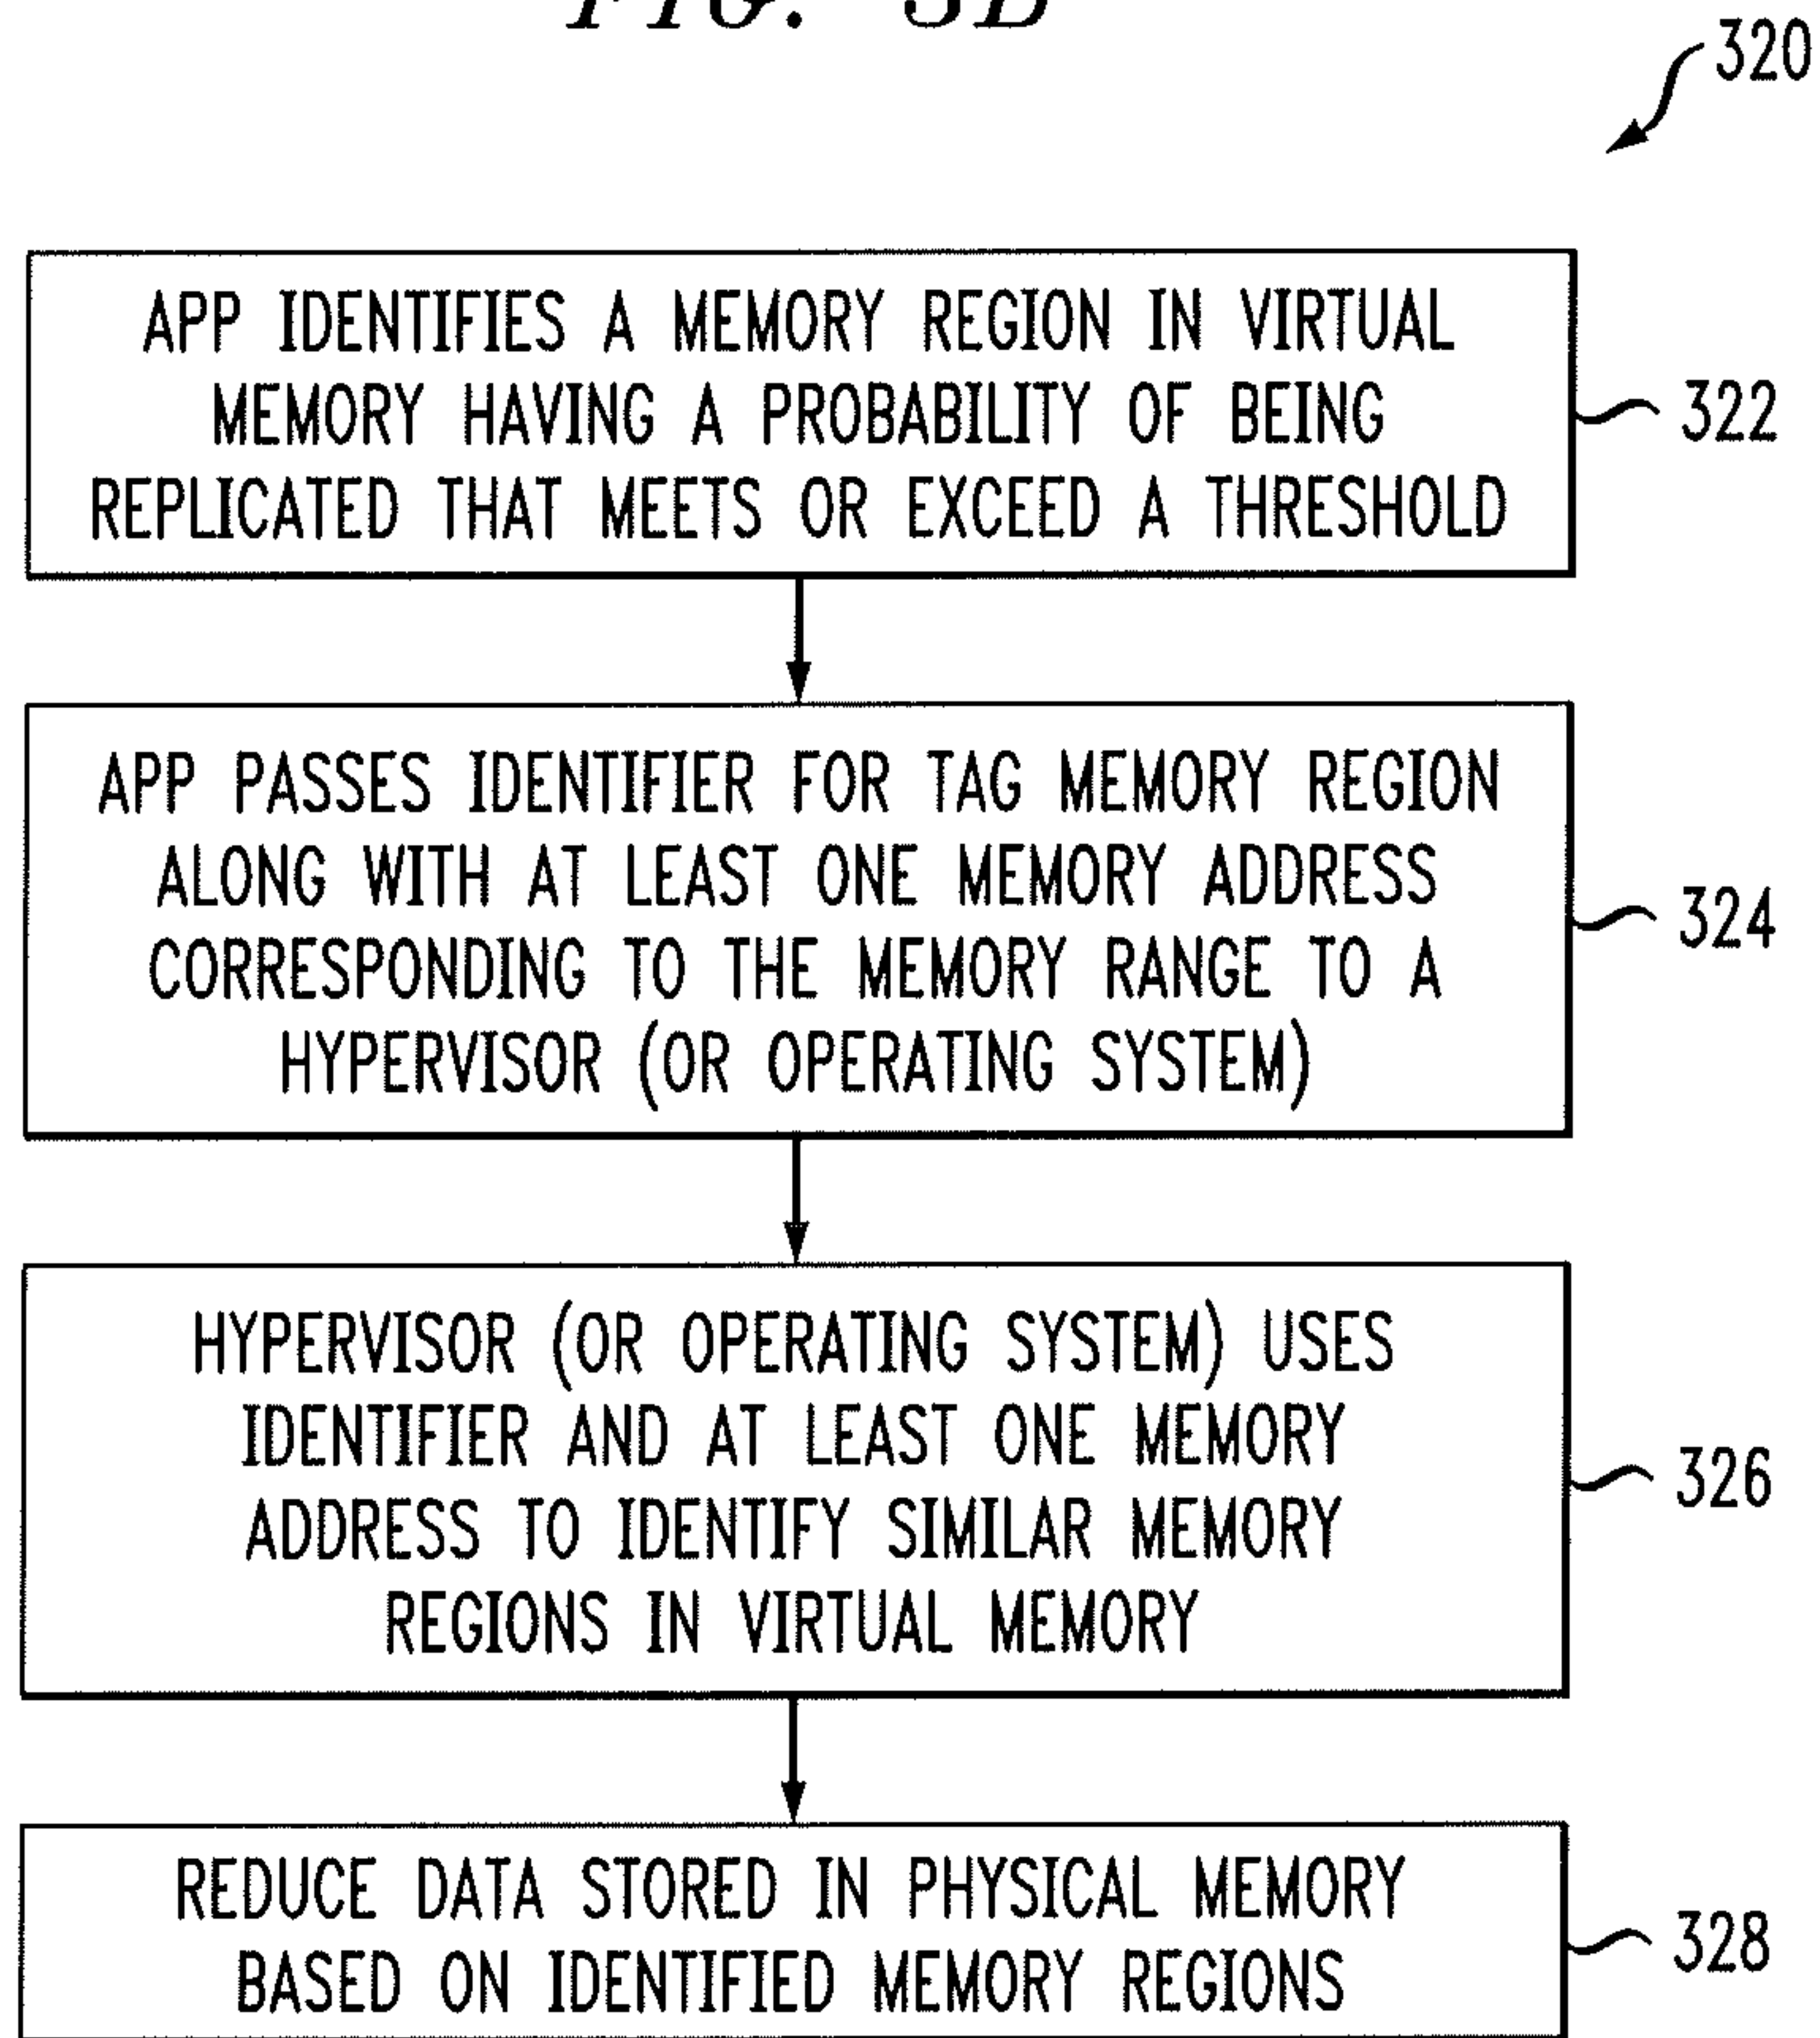 FIG. 3B
320
APP IDENTIFIES A MEMORY REGION IN VIRTUAL
MEMORY HAVING A PROBABILITY OF BEING
REPLICATED THAT MEETS OR EXCEED A THRESHOLD
322
APP PASSES IDENTIFIER FOR TAG MEMORY REGION
ALONG WITH AT LEAST ONE MEMORY ADDRESS
CORRESPONDING TO THE MEMORY RANGE TO A
HYPERVISOR (OR OPERATING SYSTEM)
324
HYPERVISOR (OR OPERATING SYSTEM) USES
IDENTIFIER AND AT LEAST ONE MEMORY
ADDRESS TO IDENTIFY SIMILAR MEMORY
REGIONS IN VIRTUAL MEMORY
326
REDUCE DATA STORED IN PHYSICAL MEMORY
BASED ON IDENTIFIED MEMORY REGIONS
328